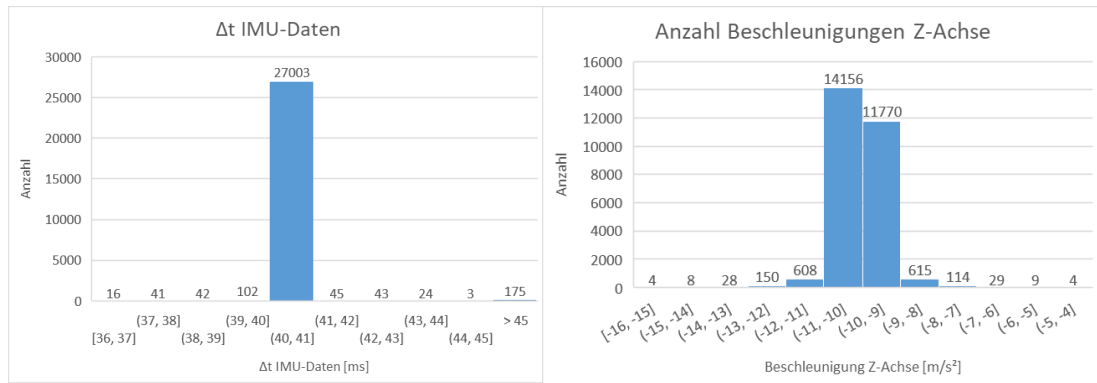 Δt IMU-Daten
30000
25000
20000
15000
10000
5000
0
Anzahl
16 41 42 102 27003 45 43 24 3 175
(37, 38] (39, 40] (41, 42] (43, 44] > 45
[36, 37] (38, 39] (40, 41] (42, 43] (44, 45]
Δt IMU-Daten [ms]
Anzahl Beschleunigungen Z-Achse
16000
14000
12000
10000
8000
6000
4000
2000
0
Anzahl
4 8 28 150 608 14156 11770 615 114 29 9 4
[-16, -15] (-15, -14] (-14, -13] (-13, -12] (-12, -11] (-11, -10] (-10, -9] (-9, -8] (-8, -7] (-7, -6] (-6, -5] (-5, -4]
Beschleunigung Z-Achse [m/s²]